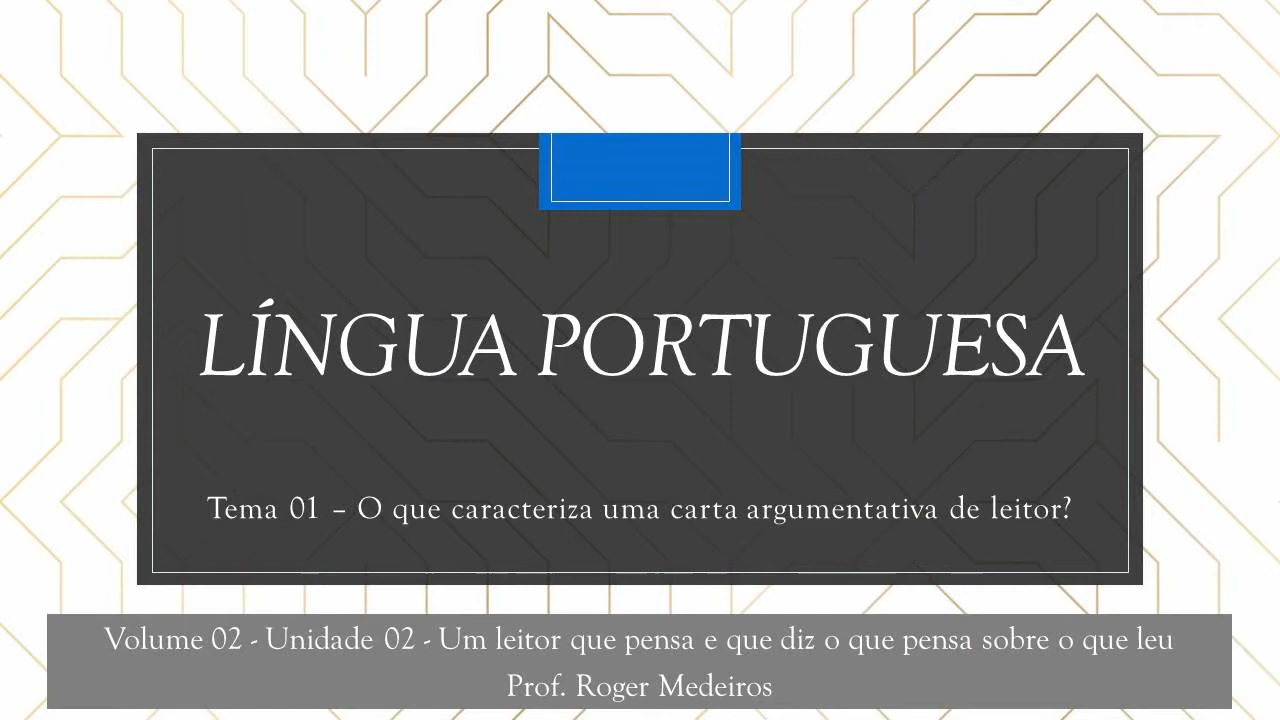 LÍNGUA PORTUGUESA
Tema 01 – O que caracteriza uma carta argumentativa de leitor?
Volume 02 - Unidade 02 - Um leitor que pensa e que diz o que pensa sobre o que leu
Prof. Roger Medeiros